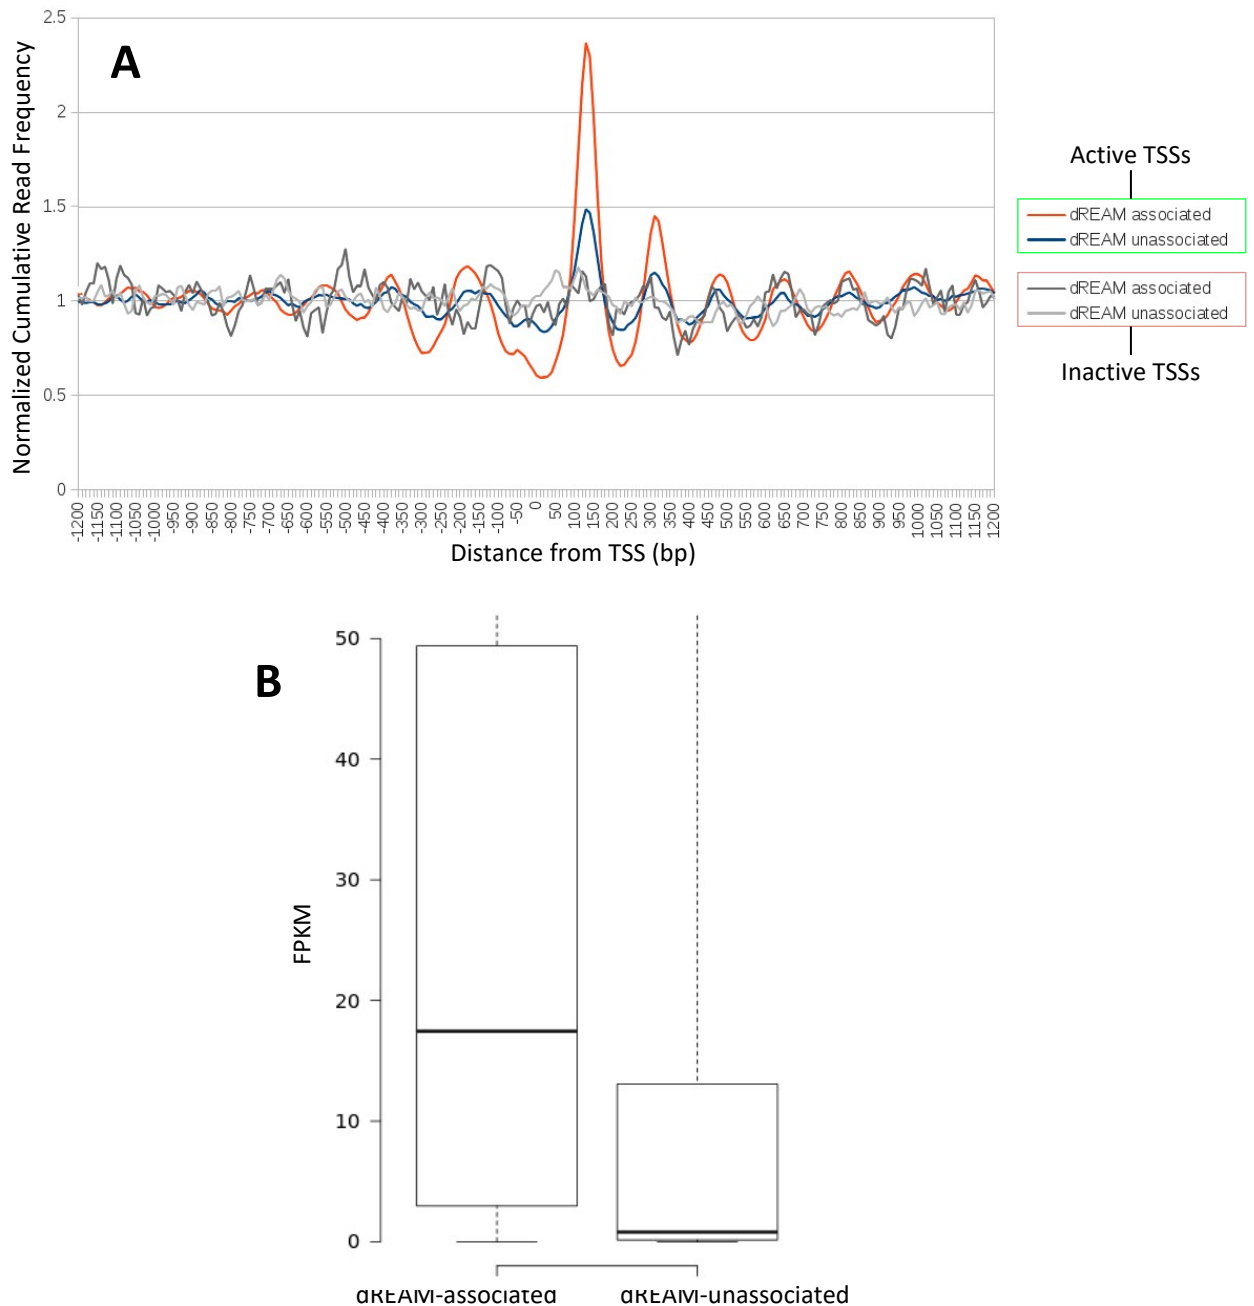 A
Normalized Cumulative Read Frequency
2.5
2
1.5
1
0.5
0
-1200 -1150 -1100 -1050 -1000 -950 -900 -850 -800 -750 -700 -650 -600 -550 -500 -450 -400 -350 -300 -250 -200 -150 -100 -50 0 50 100 150 200 250 300 350 400 450 500 550 600 650 700 750 800 850 900 950 1000 1050 1100 1150 1200
Distance from TSS (bp)
Active TSSs
dREAM associated
dREAM unassociated
dREAM associated
dREAM unassociated
Inactive TSSs
B
FPKM
50
40
30
20
10
0
dREAM-associated dREAM-unassociated